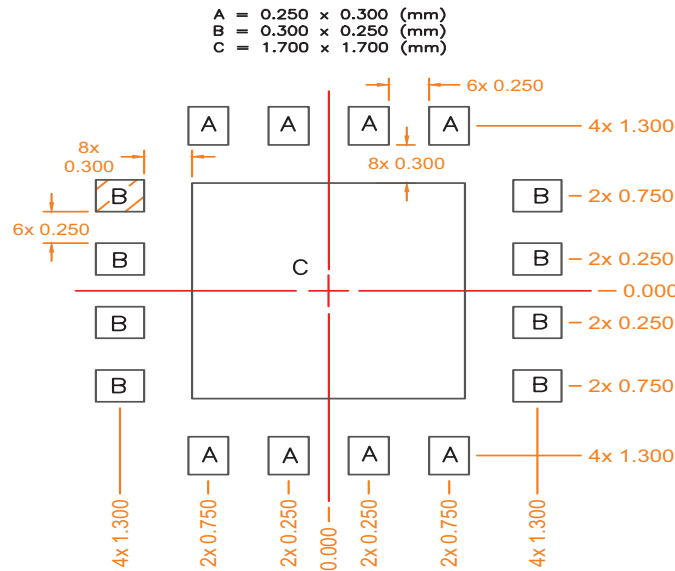 A = 0.250 x 0.300 (mm)
B = 0.300 x 0.250 (mm)
C = 1.700 x 1.700 (mm)
6x 0.250
A A A A
4x 1.300
8x
0.300
8x 0.300
B
B
2x 0.750
6x 0.250
B
B
2x 0.250
C
0.000
B
B
2x 0.250
B
B
2x 0.750
A A A A
4x 1.300
4x 1.300
2x 0.750
2x 0.250
0.000
2x 0.250
2x 0.750
4x 1.300